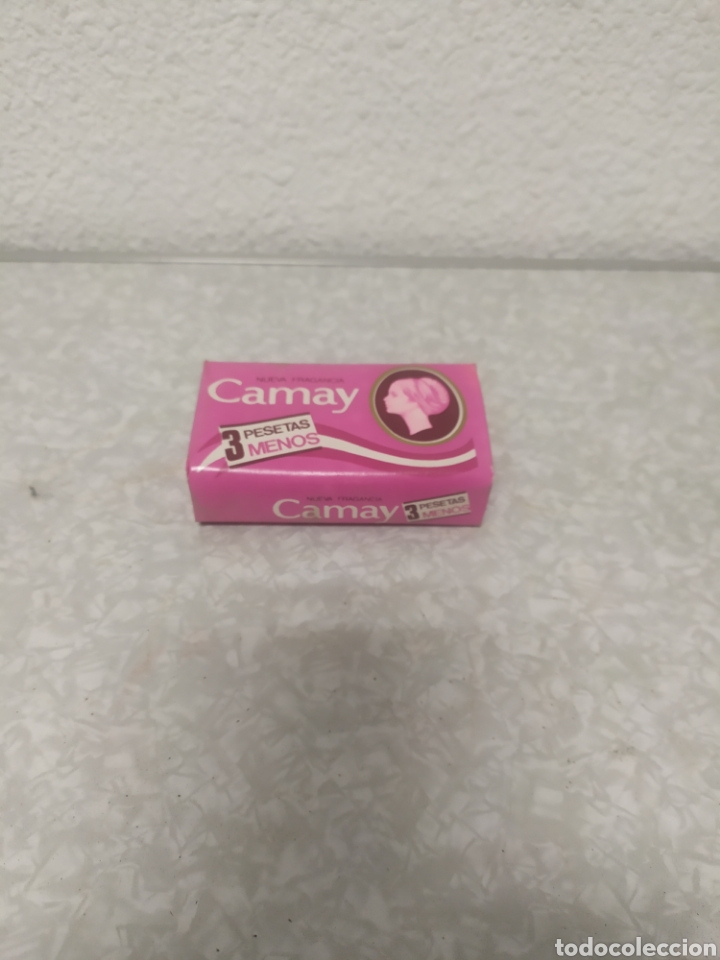 NUEVA FRAGANCIA
Camay
3 PESETAS
MENOS
NUEVA FRAGANCIA
Camay
3 PESETAS
MENOS
todocoleccion